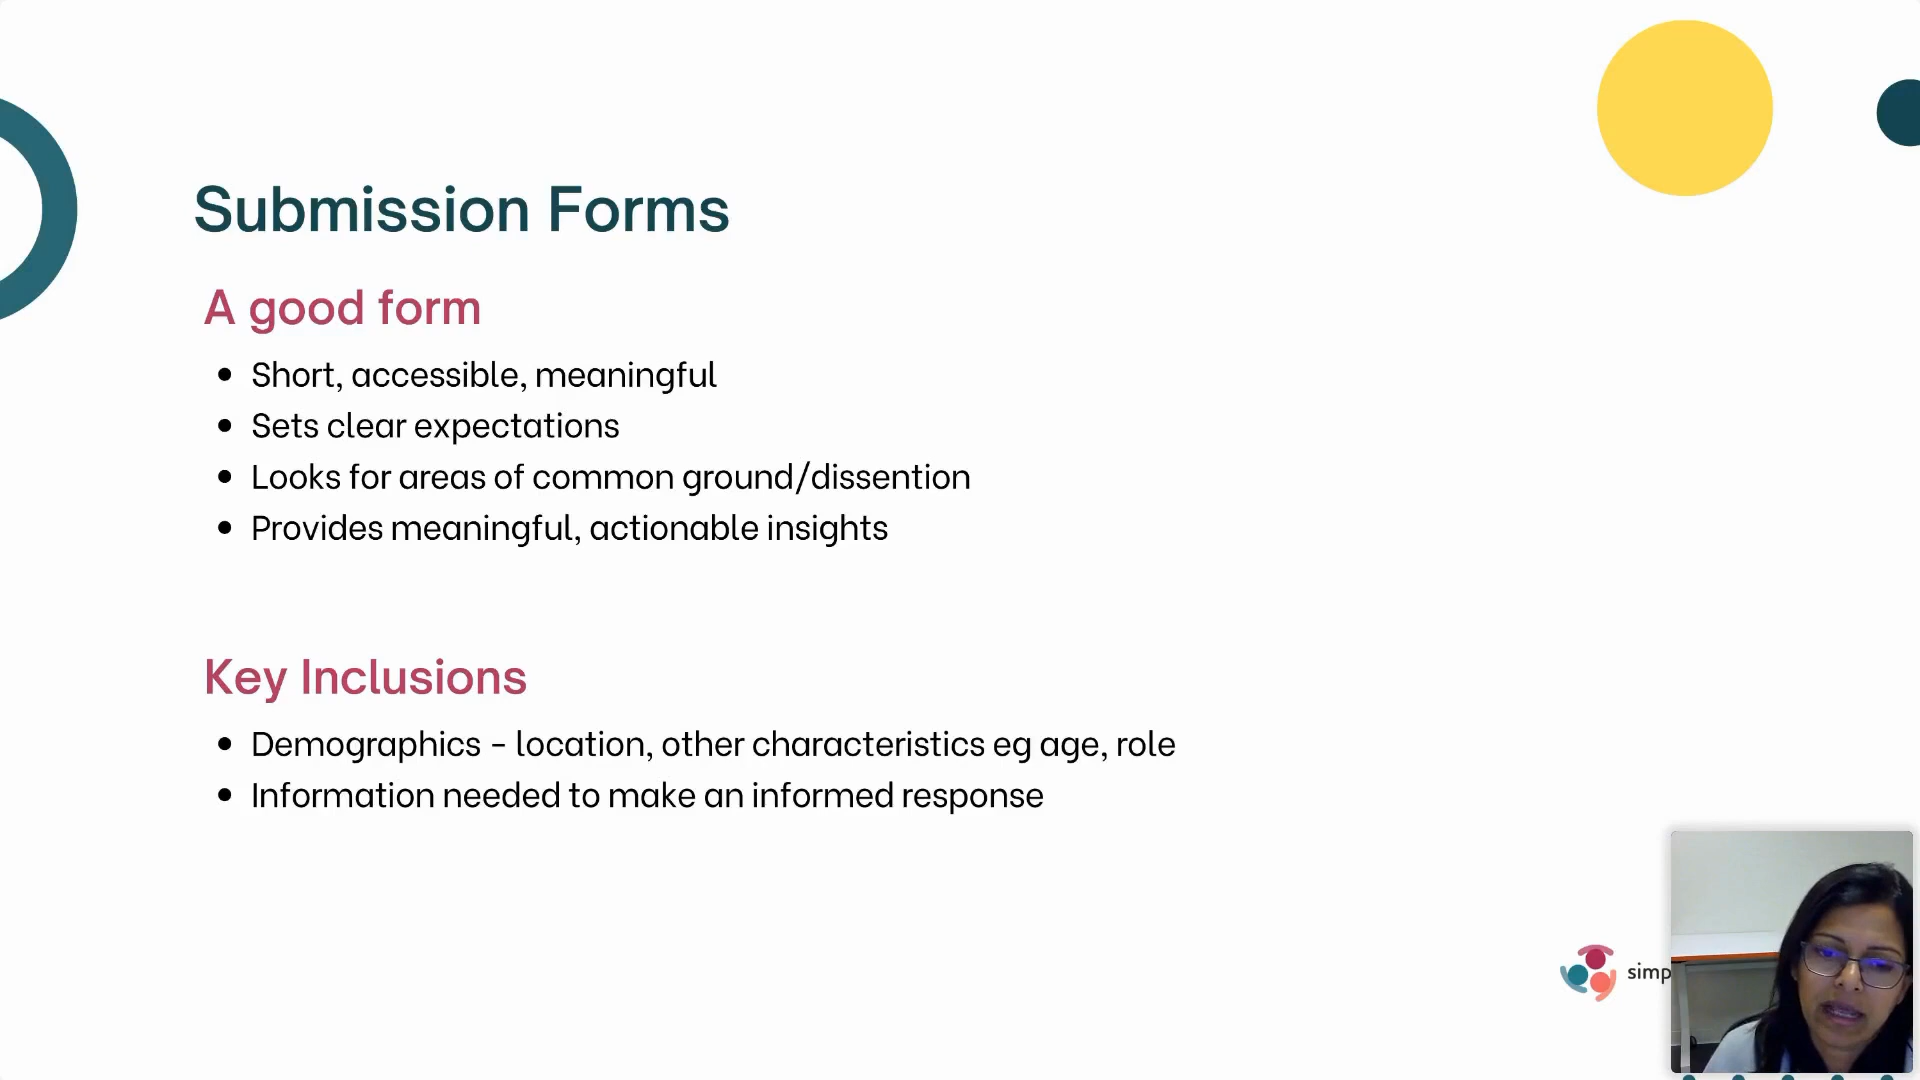 Submission Forms
A good form
Short, accessible, meaningful
Sets clear expectations
Looks for areas of common ground/dissention
Provides meaningful, actionable insights
Key Inclusions
Demographics - location, other characteristics eg age, role
Information needed to make an informed response
simp